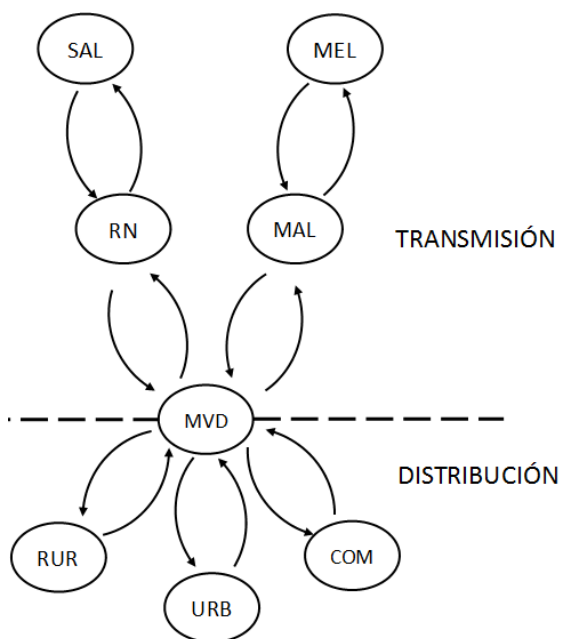 SAL
MEL
RN
MAL
TRANSMISIÓN
MVD
DISTRIBUCIÓN
RUR
COM
URB